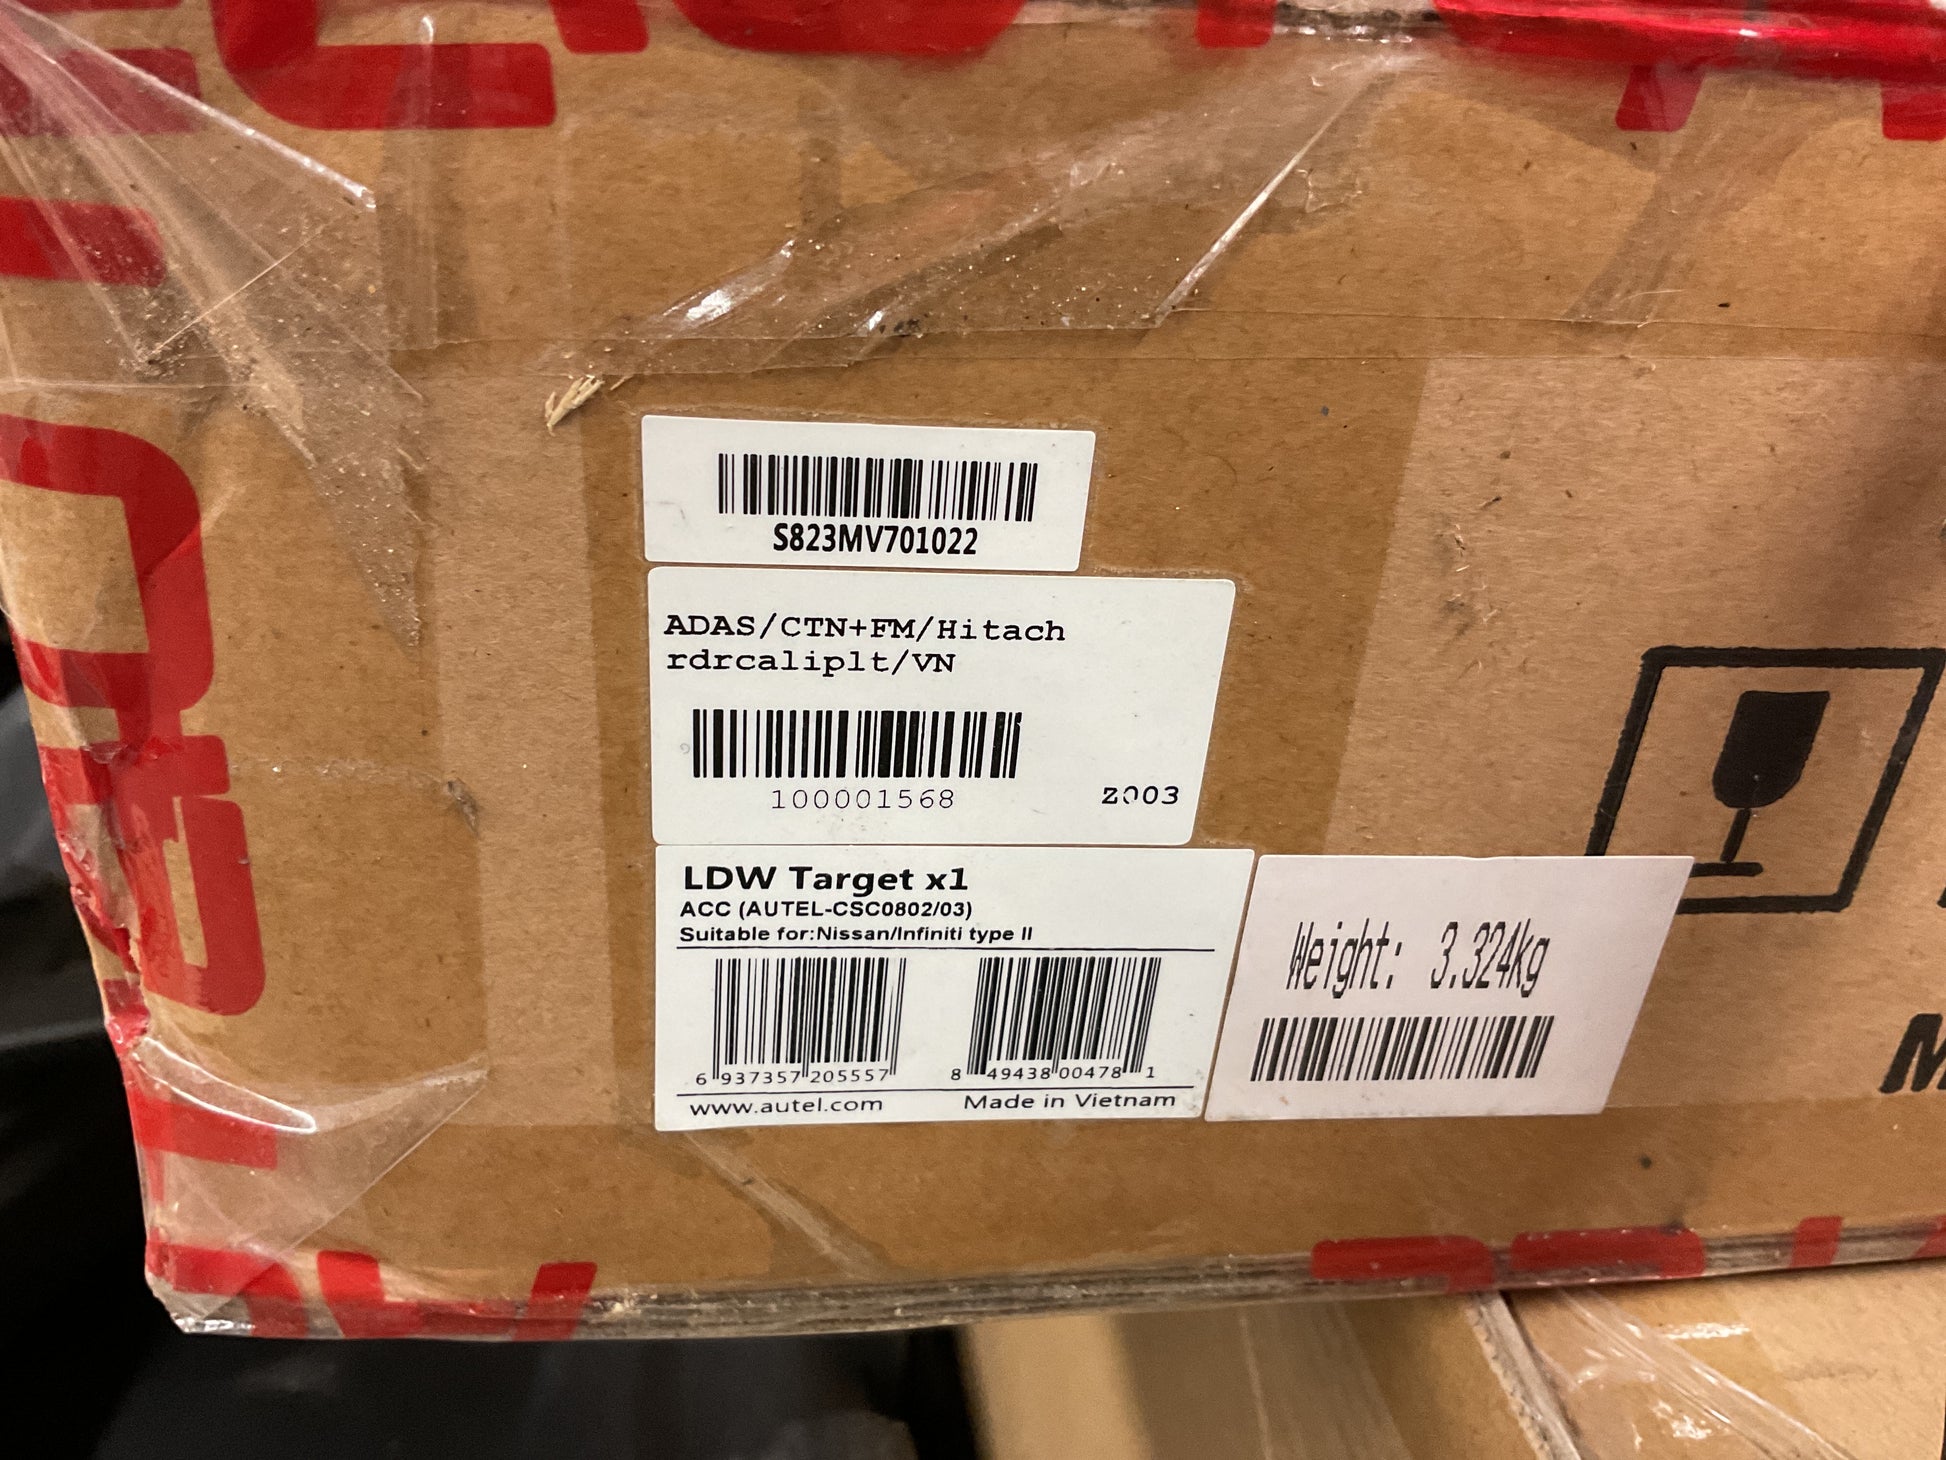 S823MV701022
ADAS/CTN+FM/Hitach
rdrcaliplt/VN
100001568
Z003
LDW Target x1
ACC (AUTEL-CSC0802/03)
Suitable for:Nissan/Infiniti type II
6 937357 205557
8 49438 00478 1
www.autel.com
Made in Vietnam
Weight: 3.324kg